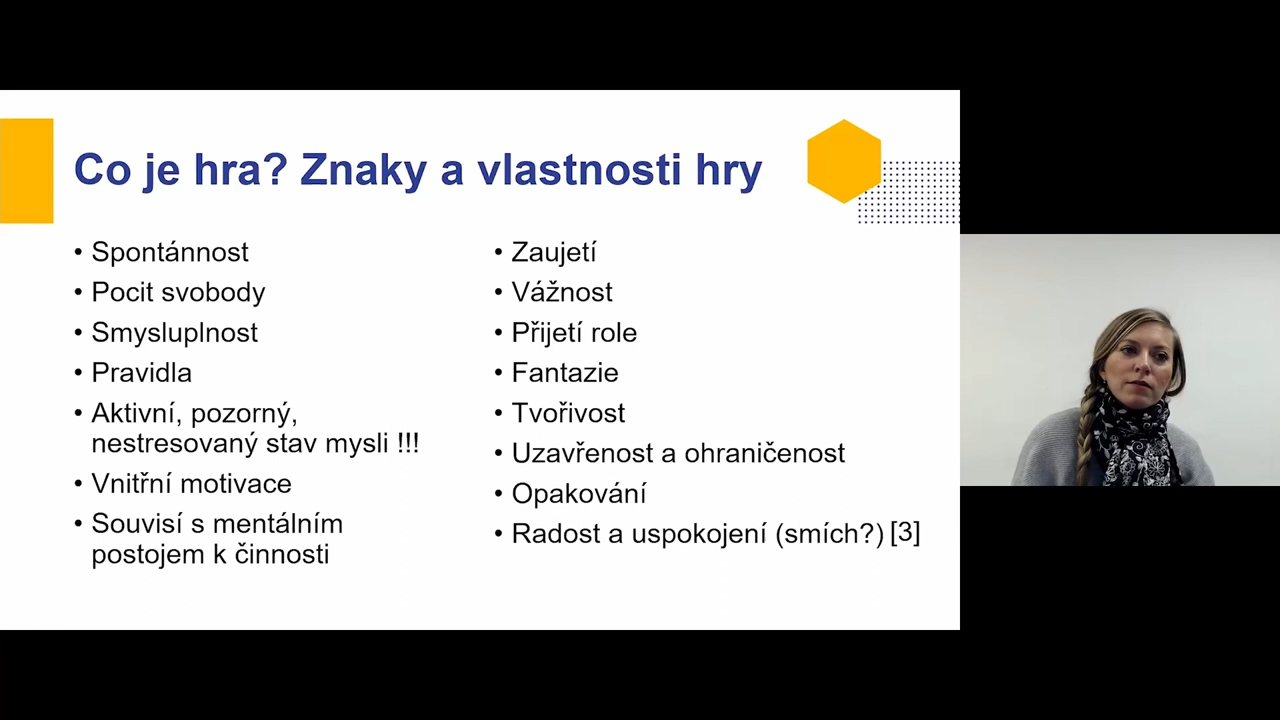 Co je hra? Znaky a vlastnosti hry
• Spontánnost
• Pocit svobody
• Smysluplnost
• Pravidla
• Aktivní, pozorný,
nestresovaný stav mysli !!!
• Vnitřní motivace
• Souvisí s mentálním
postojem k činnosti
• Zaujetí
• Vážnost
• Přijetí role
• Fantazie
• Tvořivost
• Uzavřenost a ohraničenost
• Opakování
• Radost a uspokojení (smích?) [3]